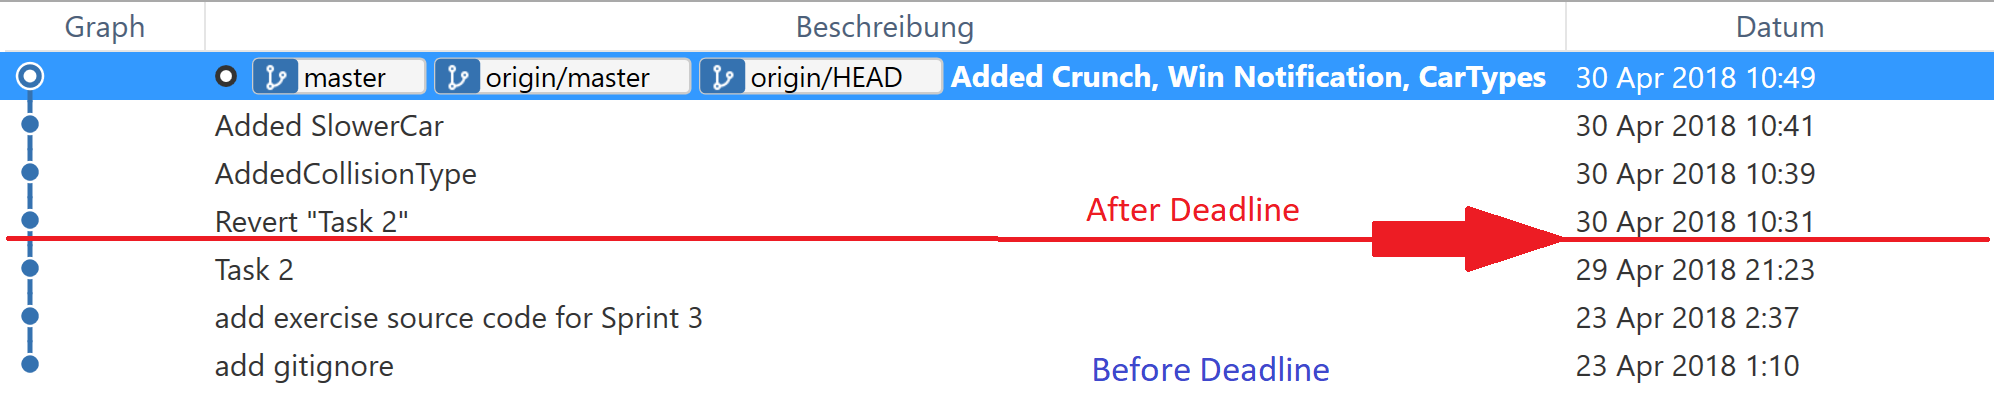 Graph Beschreibung Datum
master origin/master origin/HEAD Added Crunch, Win Notification, CarTypes 30 Apr 2018 10:49
Added SlowerCar 30 Apr 2018 10:41
AddedCollisionType 30 Apr 2018 10:39
After Deadline
Revert "Task 2" 30 Apr 2018 10:31
Task 2 29 Apr 2018 21:23
add exercise source code for Sprint 3 23 Apr 2018 2:37
add gitignore Before Deadline 23 Apr 2018 1:10